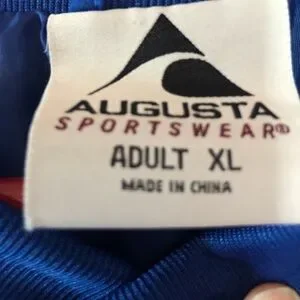 AUGUSTA
SPORTSWEAR®
ADULT XL
MADE IN CHINA